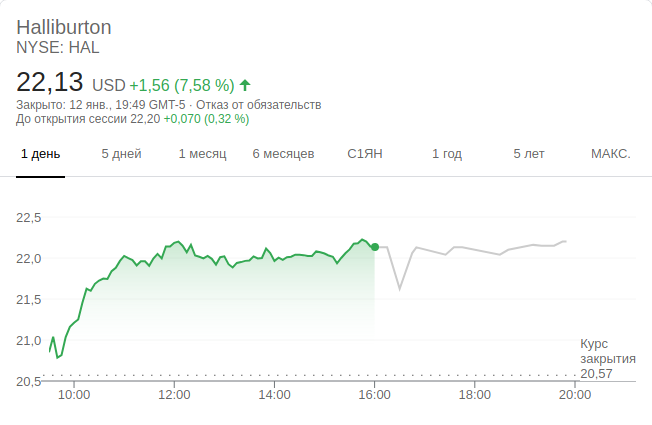 Halliburton
NYSE: HAL
22,13 USD +1,56 (7,58 %)
Закрыто: 12 янв., 19:49 GMT-5 · Отказ от обязательств
До открытия сессии 22,20 +0,070 (0,32 %)
1 день 5 дней 1 месяц 6 месяцев С1ЯН 1 год 5 лет МАКС.
22,5
22,0
21,5
21,0
Курс
закрытия
20,57
20,5
10:00 12:00 14:00 16:00 18:00 20:00